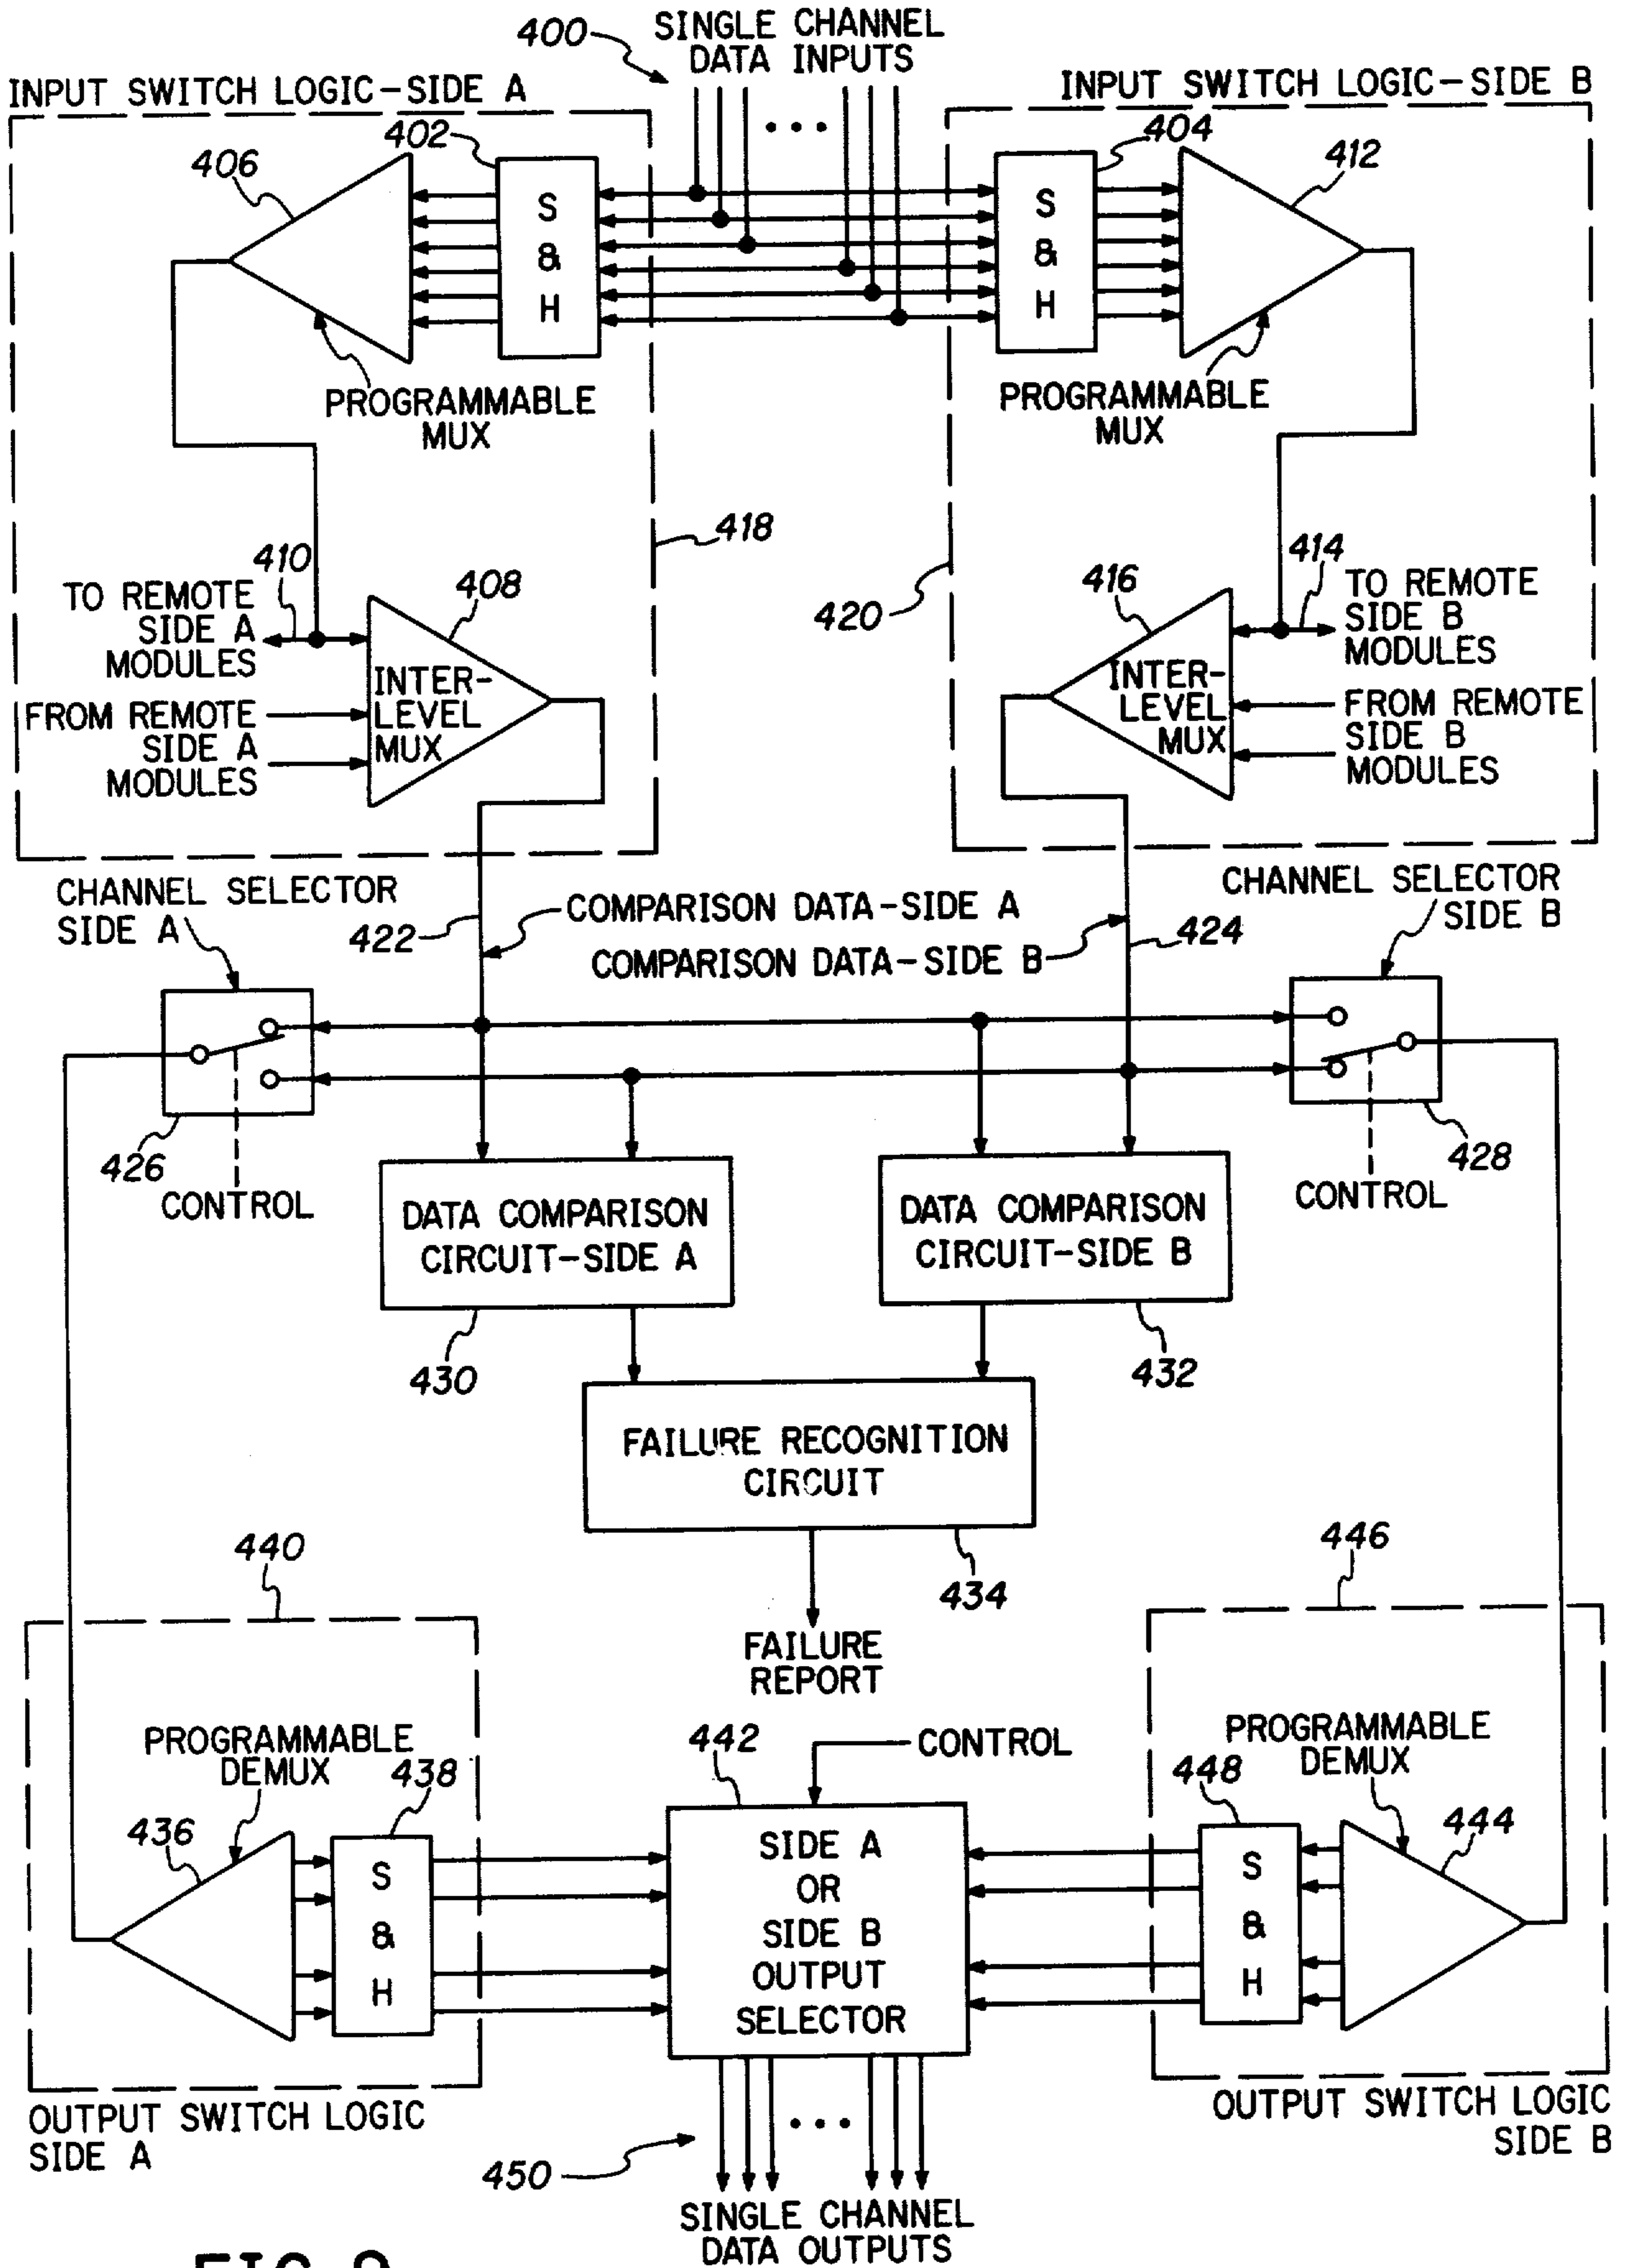 400
SINGLE CHANNEL
DATA INPUTS
INPUT SWITCH LOGIC-SIDE A
INPUT SWITCH LOGIC-SIDE B
402
404
406
412
S
&
H
S
&
H
PROGRAMMABLE
MUX
PROGRAMMABLE
MUX
418
420
410
408
TO REMOTE
SIDE A
MODULES
INTER-
LEVEL
MUX
FROM REMOTE
SIDE A
MODULES
416
414
TO REMOTE
SIDE B
MODULES
INTER-
LEVEL
MUX
FROM REMOTE
SIDE B
MODULES
CHANNEL SELECTOR
SIDE A
CHANNEL SELECTOR
SIDE B
422
COMPARISON DATA-SIDE A
COMPARISON DATA-SIDE B
424
426
CONTROL
428
CONTROL
DATA COMPARISON
CIRCUIT-SIDE A
DATA COMPARISON
CIRCUIT-SIDE B
430
432
FAILURE RECOGNITION
CIRCUIT
434
FAILURE
REPORT
440
446
PROGRAMMABLE
DEMUX
438
436
S
&
H
442
CONTROL
SIDE A
OR
SIDE B
OUTPUT
SELECTOR
PROGRAMMABLE
DEMUX
448
444
S
&
H
OUTPUT SWITCH LOGIC
SIDE A
OUTPUT SWITCH LOGIC
SIDE B
450
SINGLE CHANNEL
DATA OUTPUTS